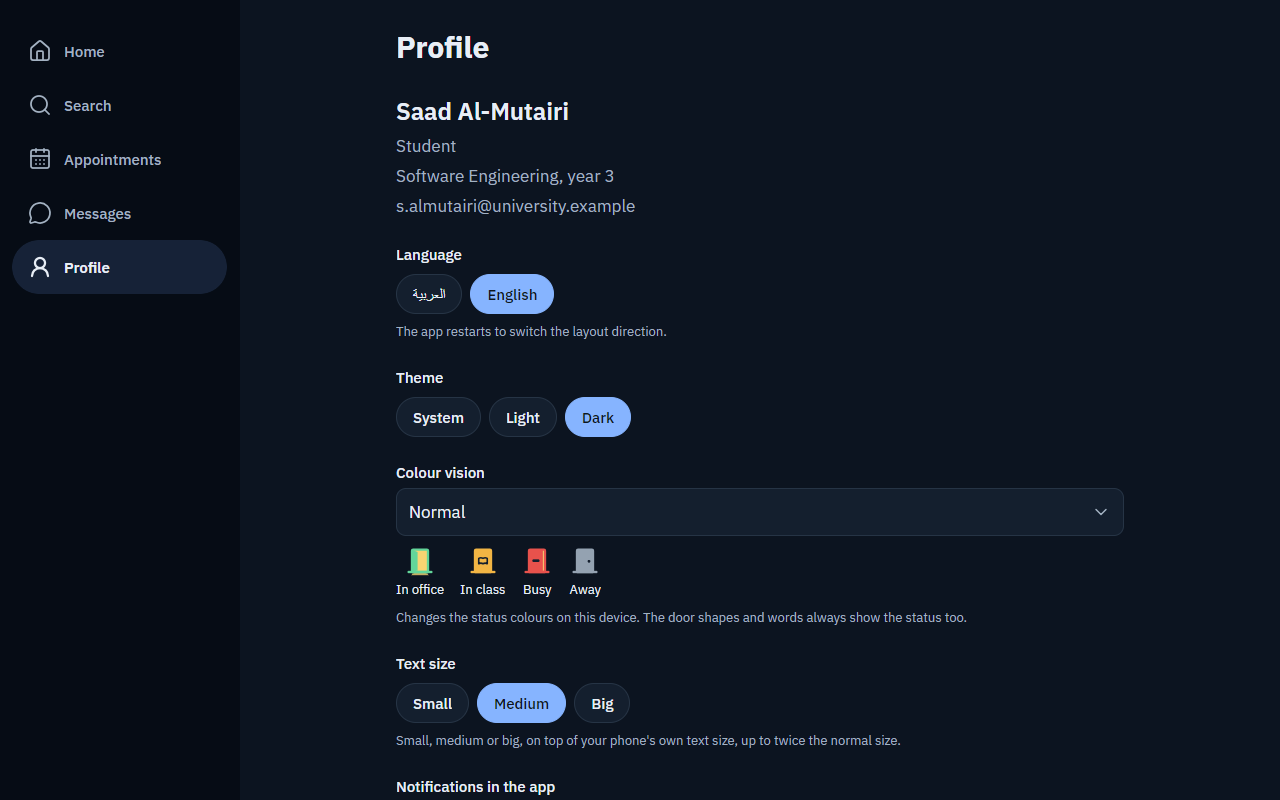 Home
Search
Appointments
Messages
Profile
Profile
Saad Al-Mutairi
Student
Software Engineering, year 3
s.almutairi@university.example
Language
العربية
English
The app restarts to switch the layout direction.
Theme
System
Light
Dark
Colour vision
Normal
In office
In class
Busy
Away
Changes the status colours on this device. The door shapes and words always show the status too.
Text size
Small
Medium
Big
Small, medium or big, on top of your phone's own text size, up to twice the normal size.
Notifications in the app